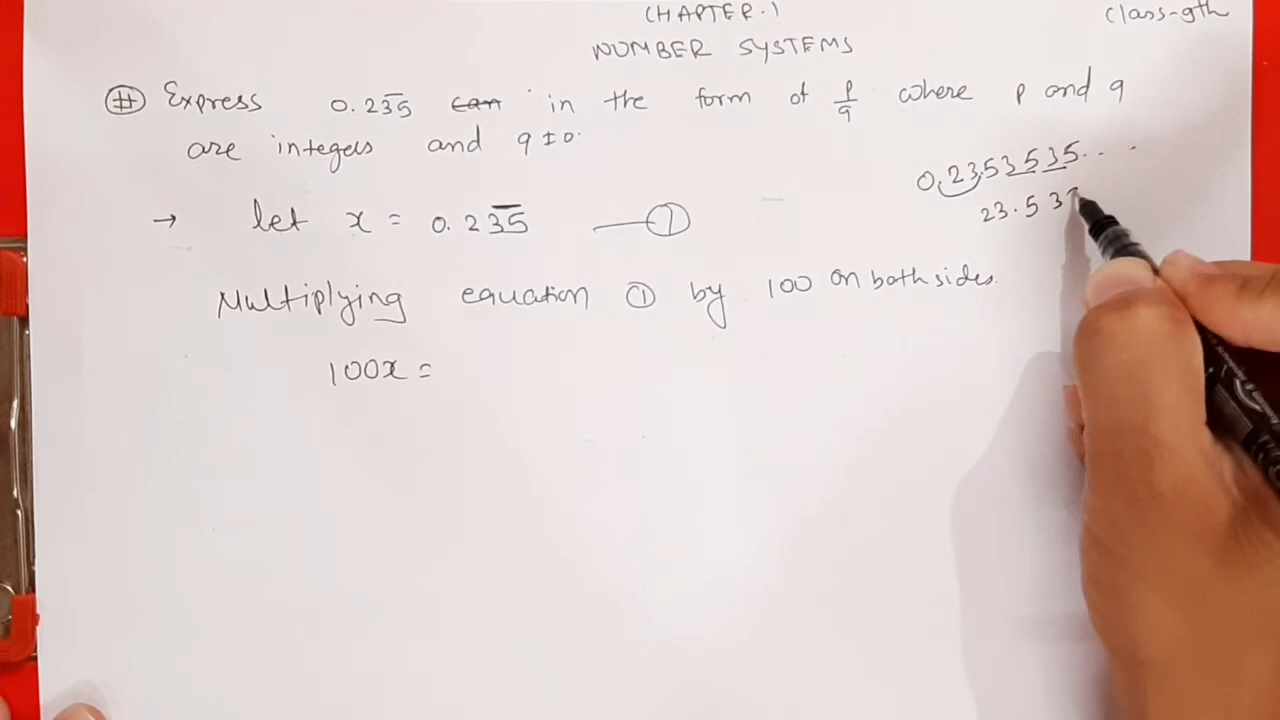 CHAPTER.1
Class-9th
NUMBER SYSTEMS
# Express 0.23̅5̅ can in the form of p/q where p and q
are integers and q ≠ 0.
0.2353535....
→ let x = 0.23̅5̅ —— ①
23.53
Multiplying equation ① by 100 on both sides.
100x =